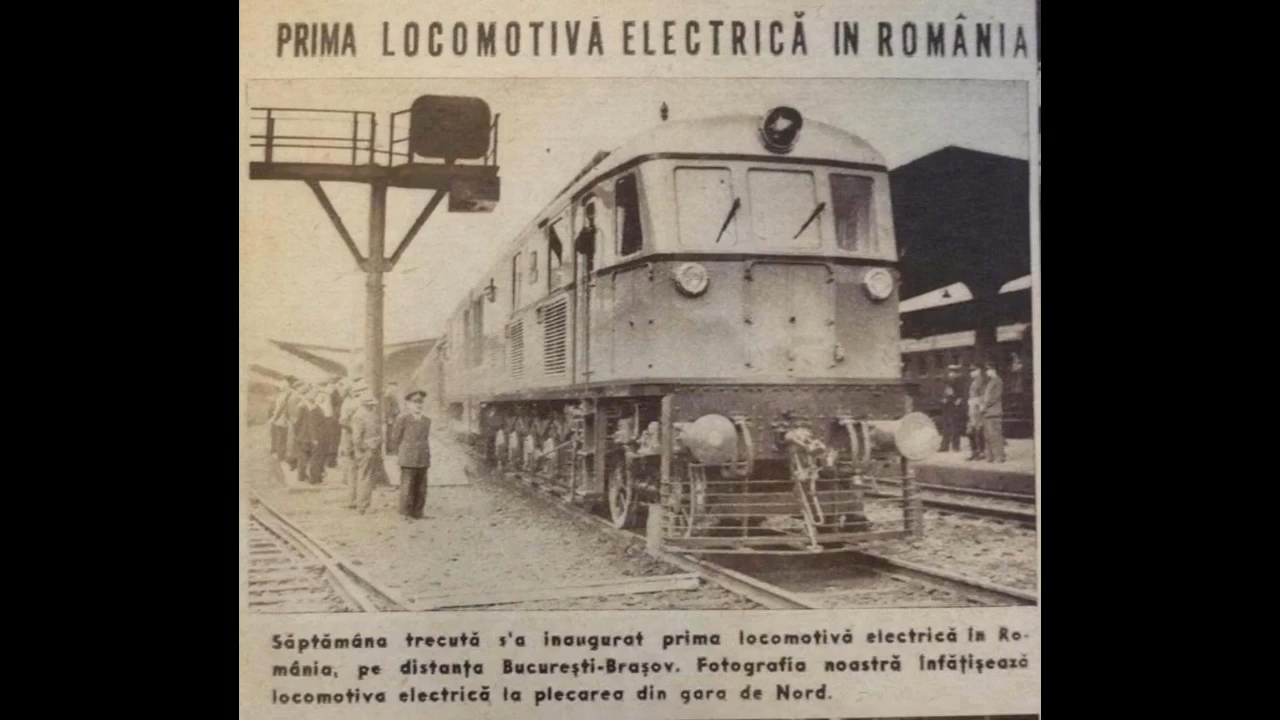 PRIMA LOCOMOTIVĂ ELECTRICĂ IN ROMÂNIA
Săptămâna trecută s'a inaugurat prima locomotivă electrică în Ro-
mânia, pe distanța București-Brașov. Fotografia noastră înfățișează
locomotiva electrică la plecarea din gara de Nord.